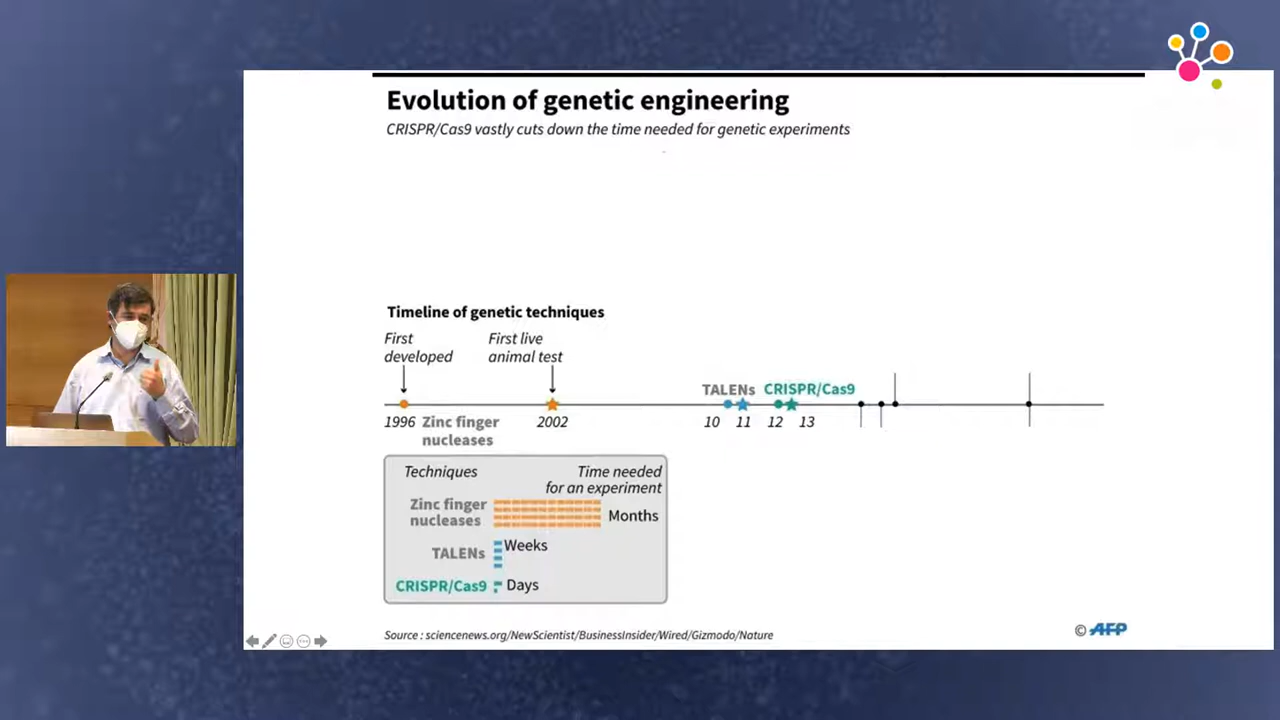 Evolution of genetic engineering
CRISPR/Cas9 vastly cuts down the time needed for genetic experiments
Timeline of genetic techniques
First
developed
First live
animal test
TALENs
CRISPR/Cas9
1996
Zinc finger
nucleases
2002
10
11
12
13
Techniques
Time needed
for an experiment
Zinc finger
nucleases
Months
TALENs
Weeks
CRISPR/Cas9
Days
Source : sciencenews.org/NewScientist/BusinessInsider/Wired/Gizmodo/Nature
© AFP